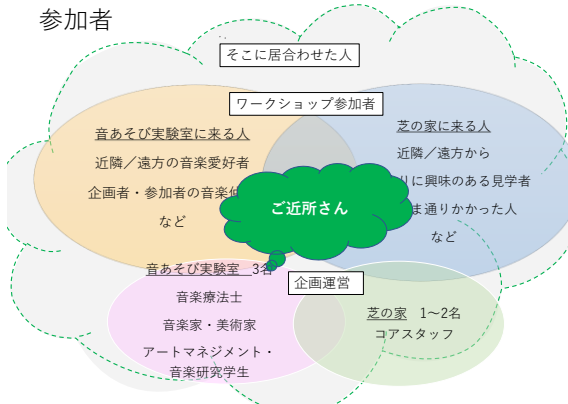 参加者
そこに居合わせた人
ワークショップ参加者
音あそび実験室に来る人
近隣／遠方の音楽愛好者
企画者・参加者の音楽
など
芝の家に来る人
近隣／遠方から
りに興味のある見学者
ま通りかかった人
など
ご近所さん
音あそび実験室 3名
音楽療法士
音楽家・美術家
アートマネジメント・
音楽研究学生
企画運営
芝の家 1～2名
コアスタッフ